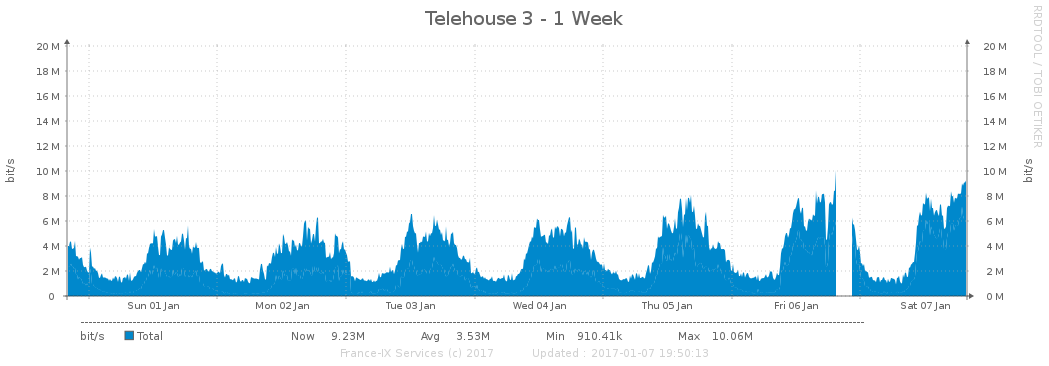 Telehouse 3 - 1 Week
RRDTOOL / TOBI OETIKER
bit/s
20 M
18 M
16 M
14 M
12 M
10 M
8 M
6 M
4 M
2 M
0
20 M
18 M
16 M
14 M
12 M
10 M
8 M
6 M
4 M
2 M
0 M
bit/s
Sun 01 Jan Mon 02 Jan Tue 03 Jan Wed 04 Jan Thu 05 Jan Fri 06 Jan Sat 07 Jan
bit/s Total Now 9.23M Avg 3.53M Min 910.41k Max 10.06M
France-IX Services (c) 2017 Updated : 2017-01-07 19:50:13